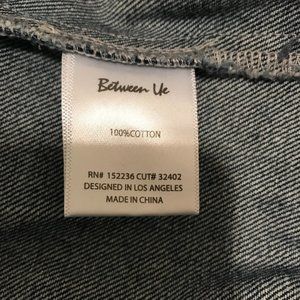 Between Us
100%COTTON
RN# 152236 CUT# 32402
DESIGNED IN LOS ANGELES
MADE IN CHINA